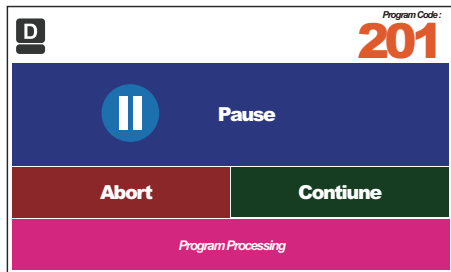 D
Program Code :
201
Pause
Abort
Contiune
Program Processing